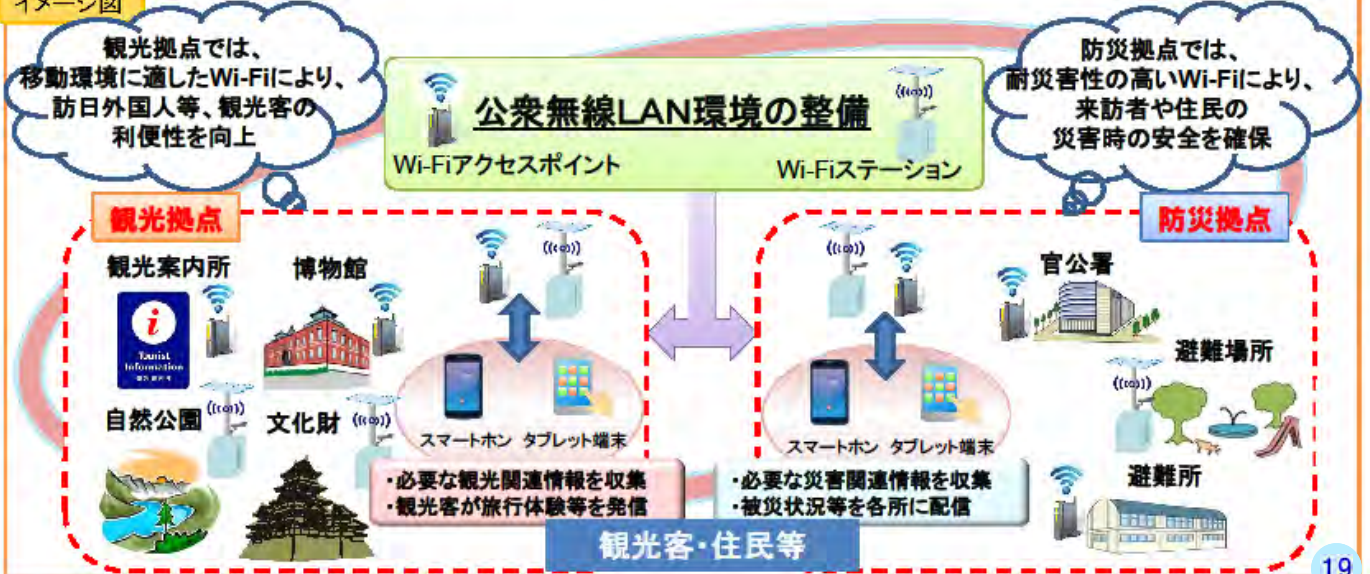 イメージ図
観光拠点では、
移動環境に適したWi-Fiにより、
訪日外国人等、観光客の
利便性を向上
公衆無線LAN環境の整備
Wi-Fiアクセスポイント
Wi-Fiステーション
防災拠点では、
耐災害性の高いWi-Fiにより、
来訪者や住民の
災害時の安全を確保
観光拠点
観光案内所
博物館
i
Tourist
Information
自然公園
文化財
スマートホン タブレット端末
・必要な観光関連情報を収集
・観光客が旅行体験等を発信
防災拠点
官公署
避難場所
スマートホン タブレット端末
・必要な災害関連情報を収集
・被災状況等を各所に配信
避難所
観光客・住民等
19